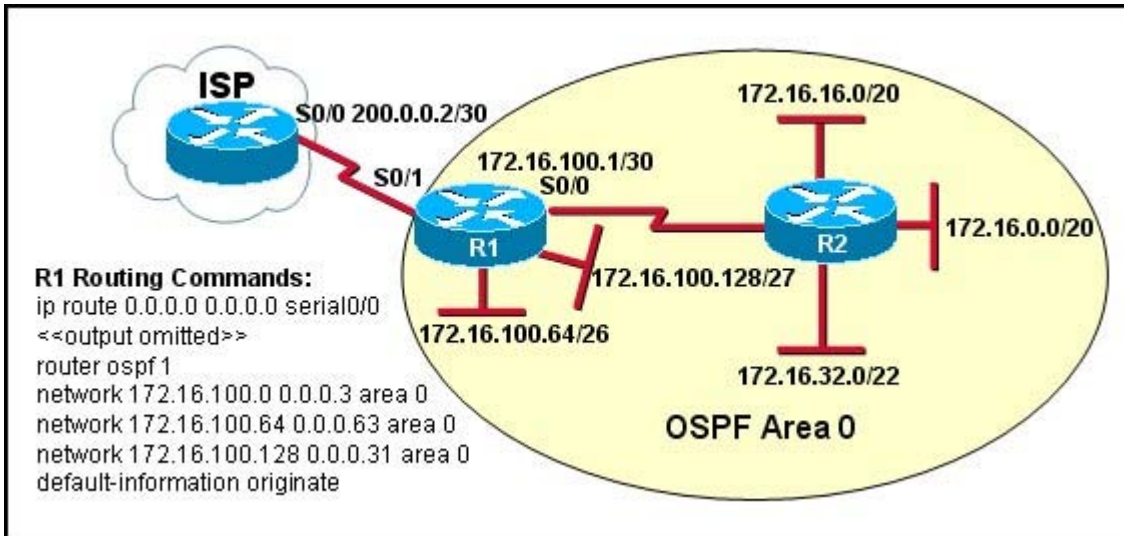 ISP
S0/0 200.0.0.2/30
S0/1
172.16.100.1/30
S0/0
R1
172.16.16.0/20
172.16.0.0/20
R2
172.16.100.128/27
172.16.100.64/26
172.16.32.0/22
OSPF Area 0
R1 Routing Commands:
ip route 0.0.0.0 0.0.0.0 serial0/0
<<output omitted>>
router ospf 1
network 172.16.100.0 0.0.0.3 area 0
network 172.16.100.64 0.0.0.63 area 0
network 172.16.100.128 0.0.0.31 area 0
default-information originate